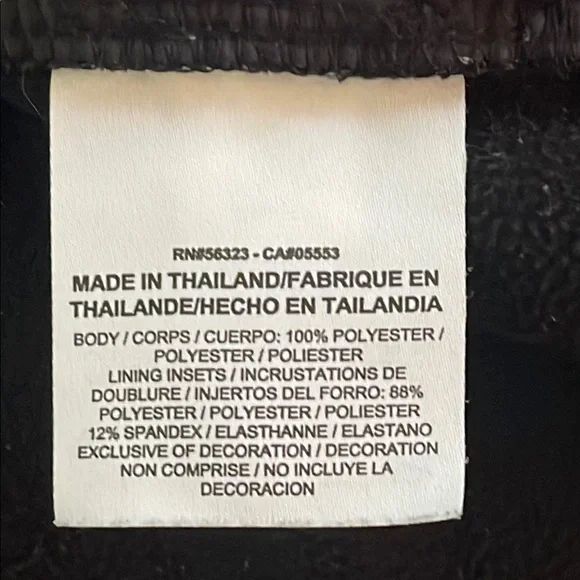 RN#56323 - CA#05553
MADE IN THAILAND/FABRIQUE EN
THAILANDE/HECHO EN TAILANDIA
BODY / CORPS / CUERPO: 100% POLYESTER /
POLYESTER / POLIESTER
LINING INSETS / INCRUSTATIONS DE
DOUBLURE / INJERTOS DEL FORRO: 88%
POLYESTER / POLYESTER / POLIESTER
12% SPANDEX / ELASTHANNE / ELASTANO
EXCLUSIVE OF DECORATION / DECORATION
NON COMPRISE / NO INCLUYE LA
DECORACION